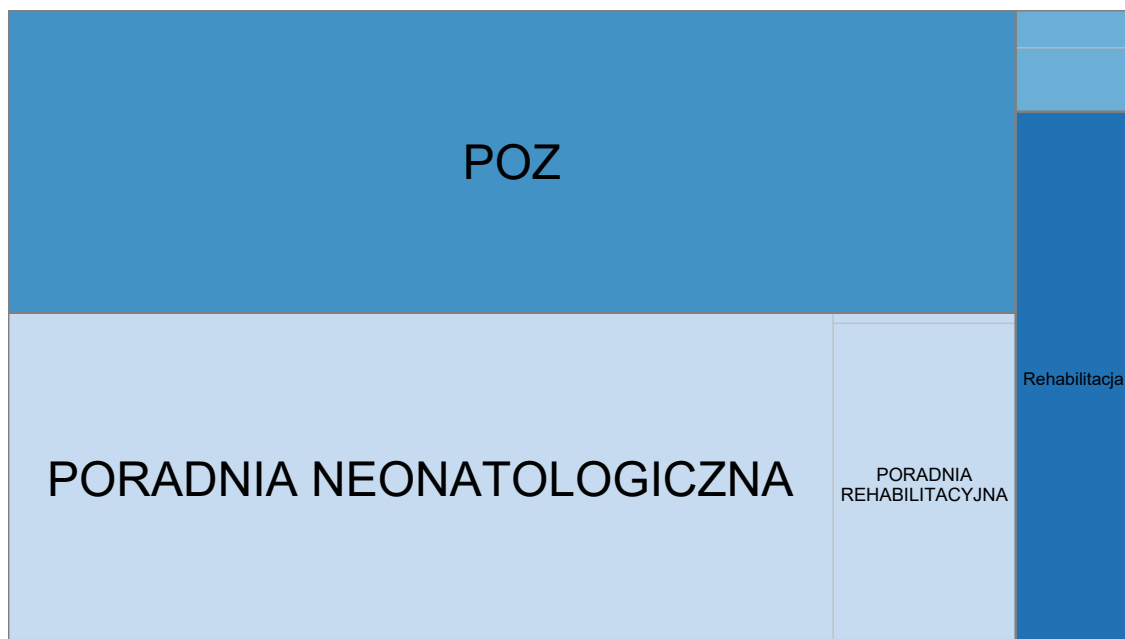 POZ
Rehabilitacja
PORADNIA NEONATOLOGICZNA
PORADNIA
REHABILITACYJNA